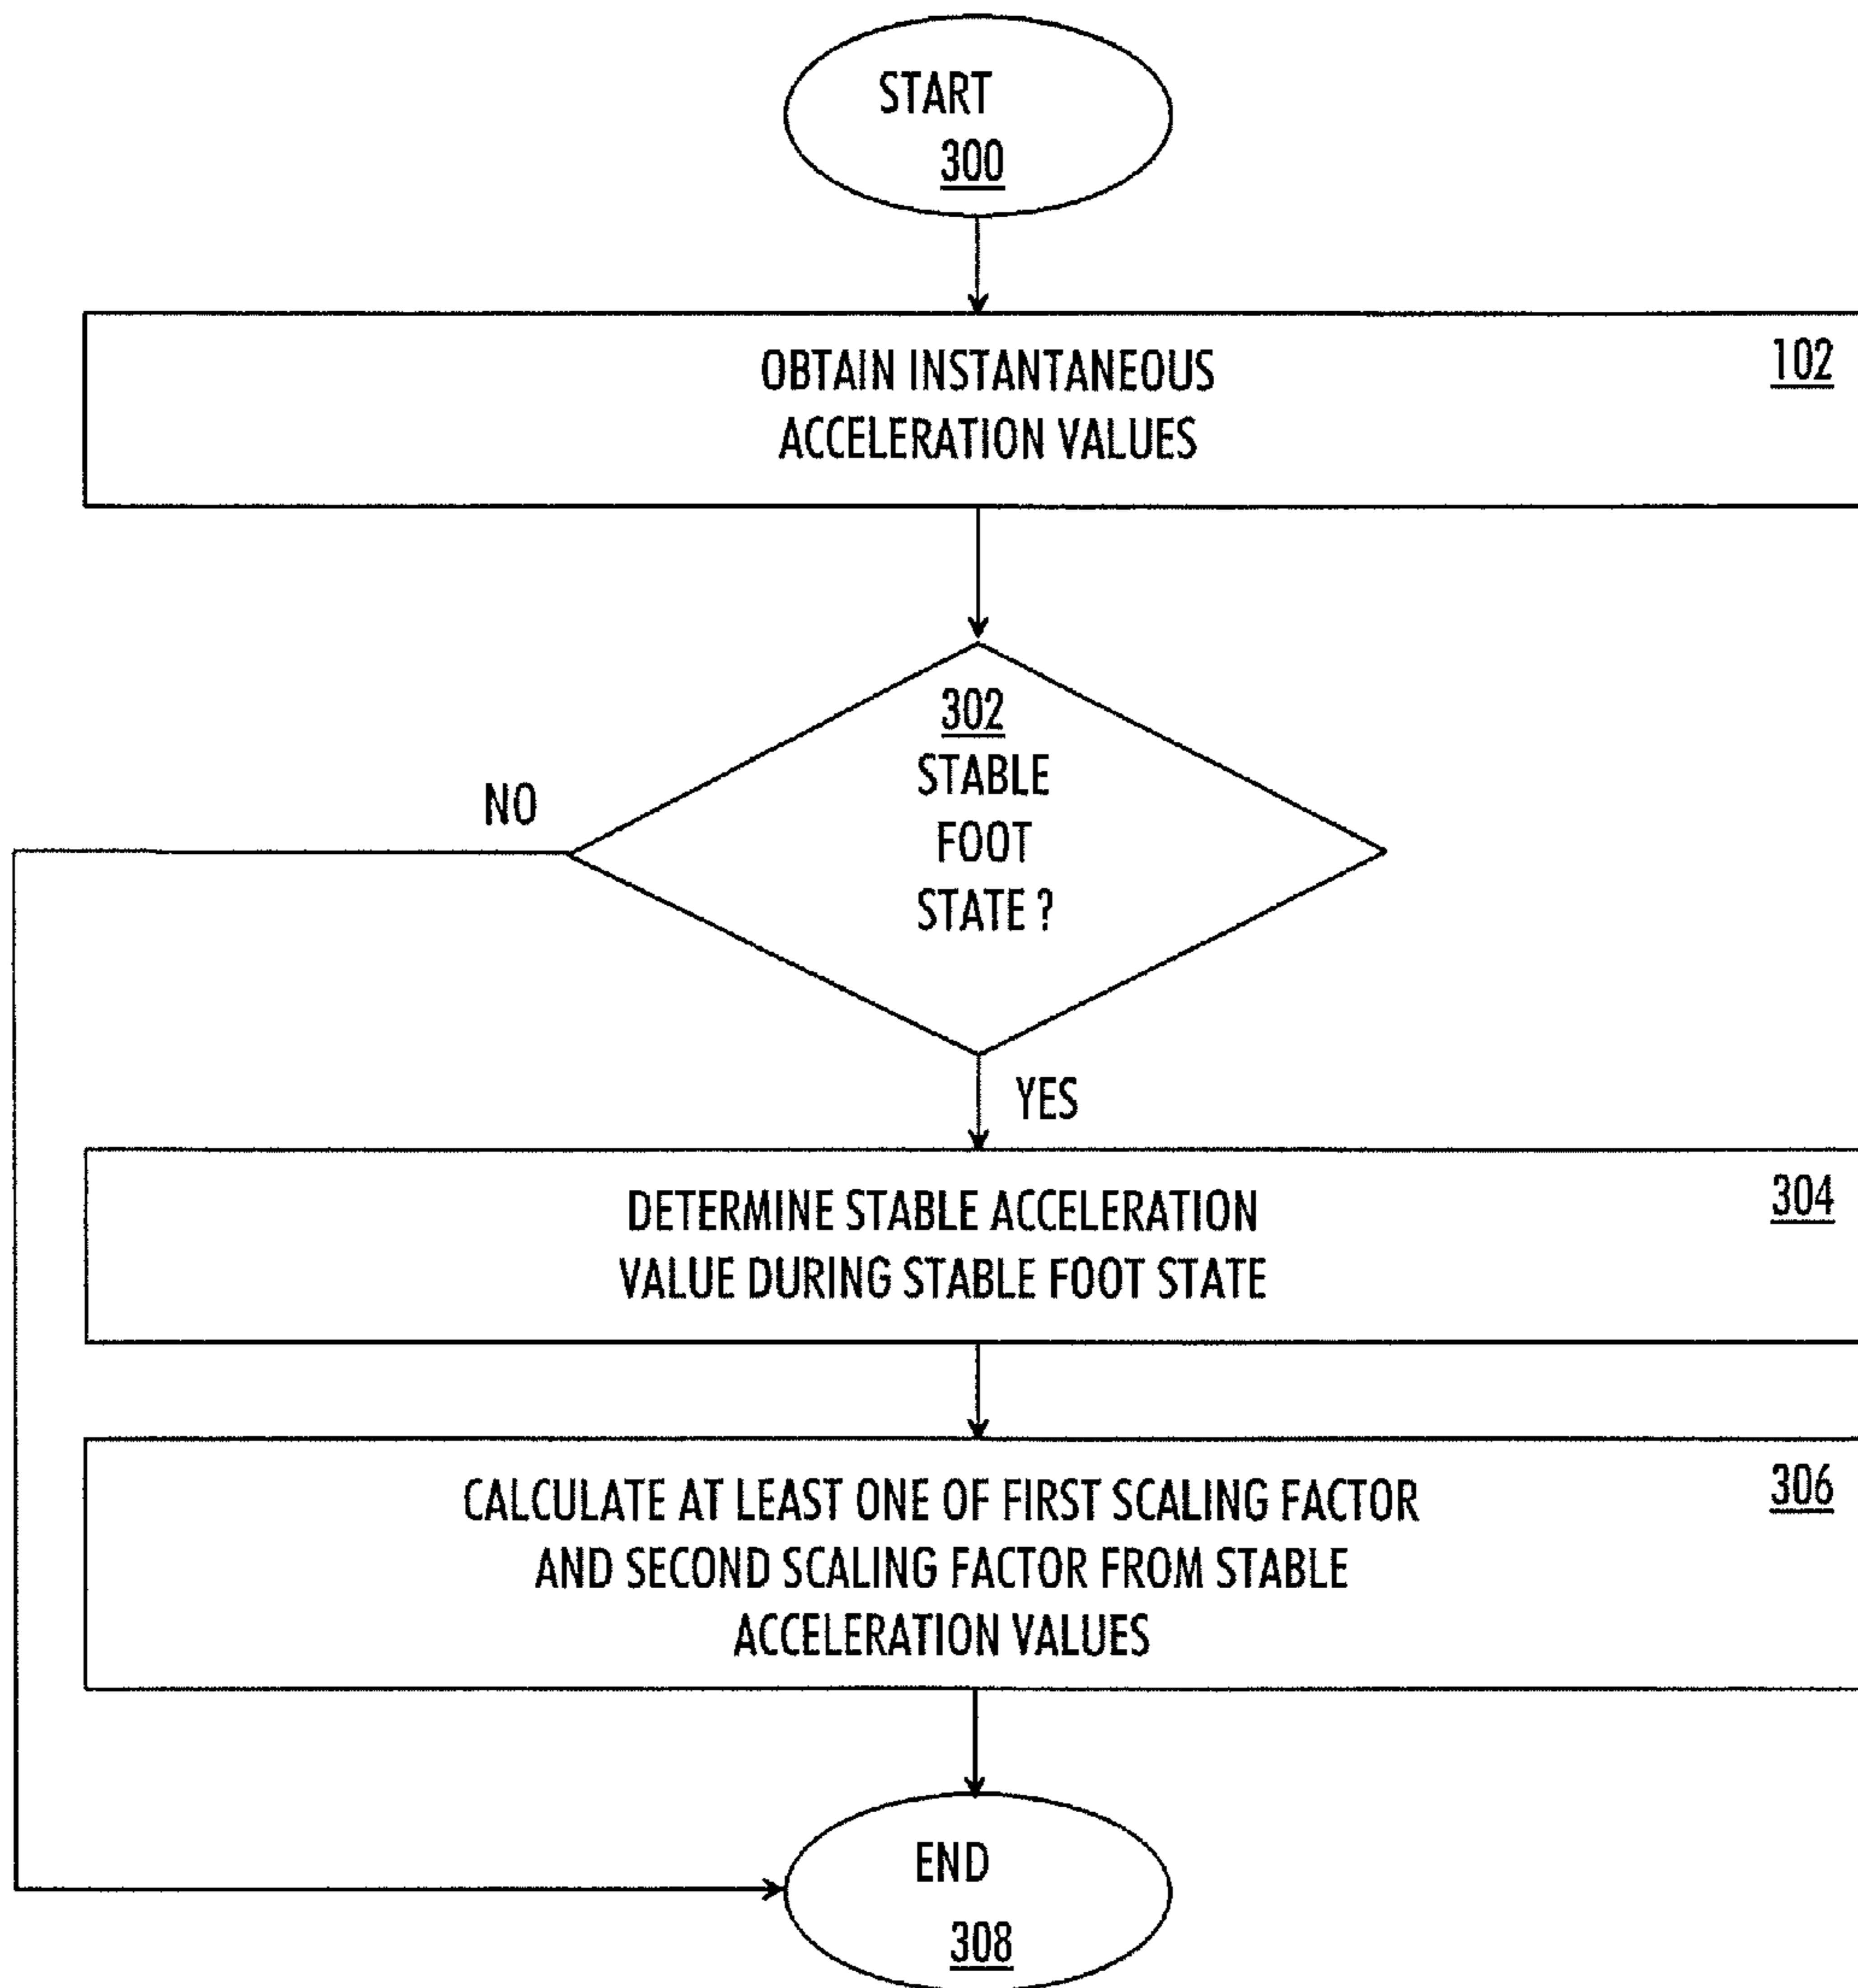 START
300
OBTAIN INSTANTANEOUS
ACCELERATION VALUES
102
302
STABLE
FOOT
STATE ?
NO
YES
DETERMINE STABLE ACCELERATION
VALUE DURING STABLE FOOT STATE
304
CALCULATE AT LEAST ONE OF FIRST SCALING FACTOR
AND SECOND SCALING FACTOR FROM STABLE
ACCELERATION VALUES
306
END
308